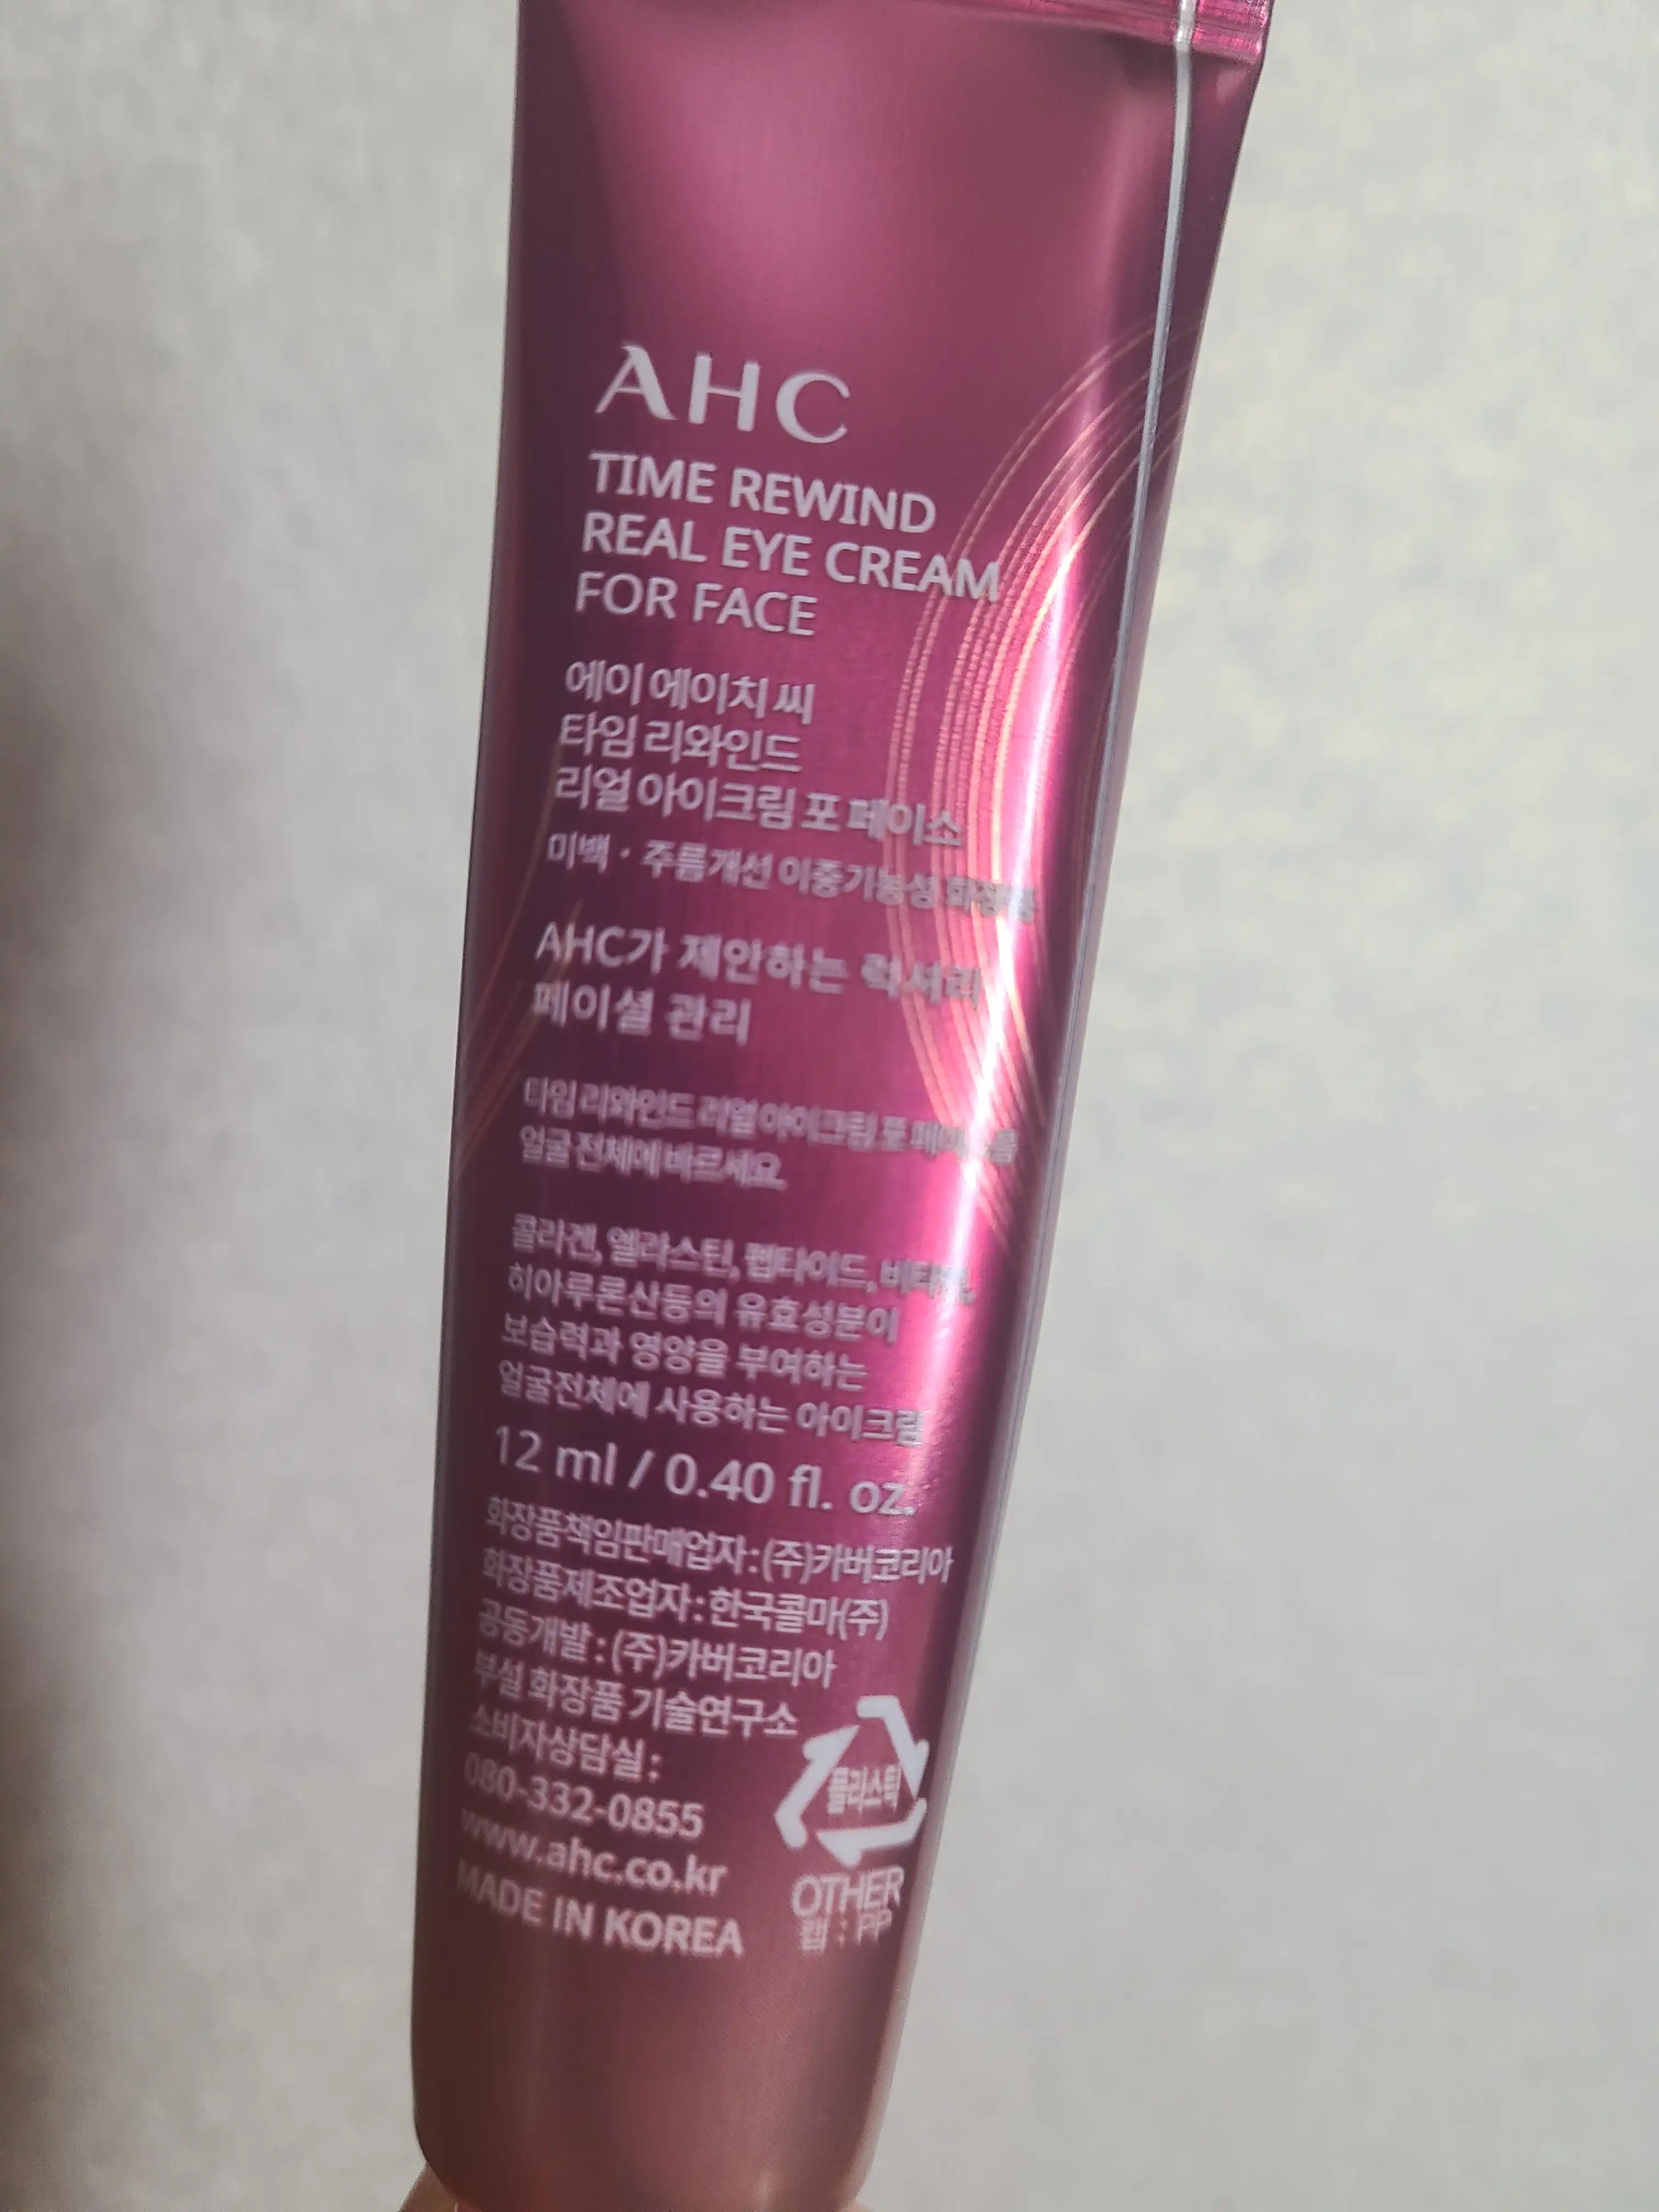 AHC
TIME REWIND
REAL EYE CREAM
FOR FACE
에이 에이치 씨
타임 리와인드
리얼 아이크림 포 페이스
미백 · 주름개선 이중기능성 화장품
AHC가 제안하는 럭셔리
페이셜 관리
타임 리와인드 리얼 아이크림 포 페이스를
얼굴 전체에 바르세요.
콜라겐, 엘라스틴, 펩타이드, 비타민,
히아루론산등의 유효성분이
보습력과 영양을 부여하는
얼굴전체에 사용하는 아이크림
12 ml / 0.40 fl. oz.
화장품책임판매업자 : (주)카버코리아
화장품제조업자 : 한국콜마(주)
공동개발 : (주)카버코리아
부설 화장품 기술연구소
소비자상담실 :
080-332-0855
www.ahc.co.kr
MADE IN KOREA
플라스틱
OTHER
캡 : PP